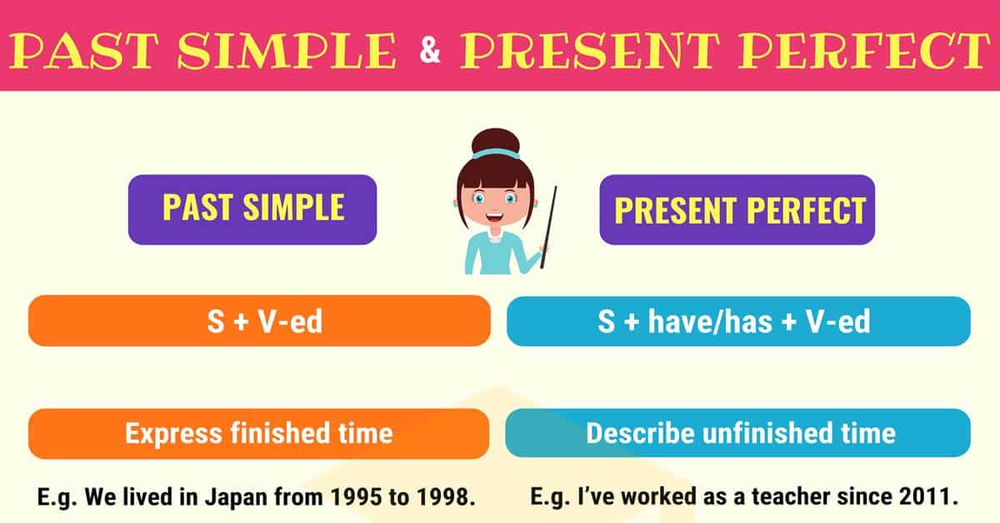 PAST SIMPLE & PRESENT PERFECT
PAST SIMPLE
PRESENT PERFECT
S + V-ed
S + have/has + V-ed
Express finished time
Describe unfinished time
E.g. We lived in Japan from 1995 to 1998.
E.g. I’ve worked as a teacher since 2011.